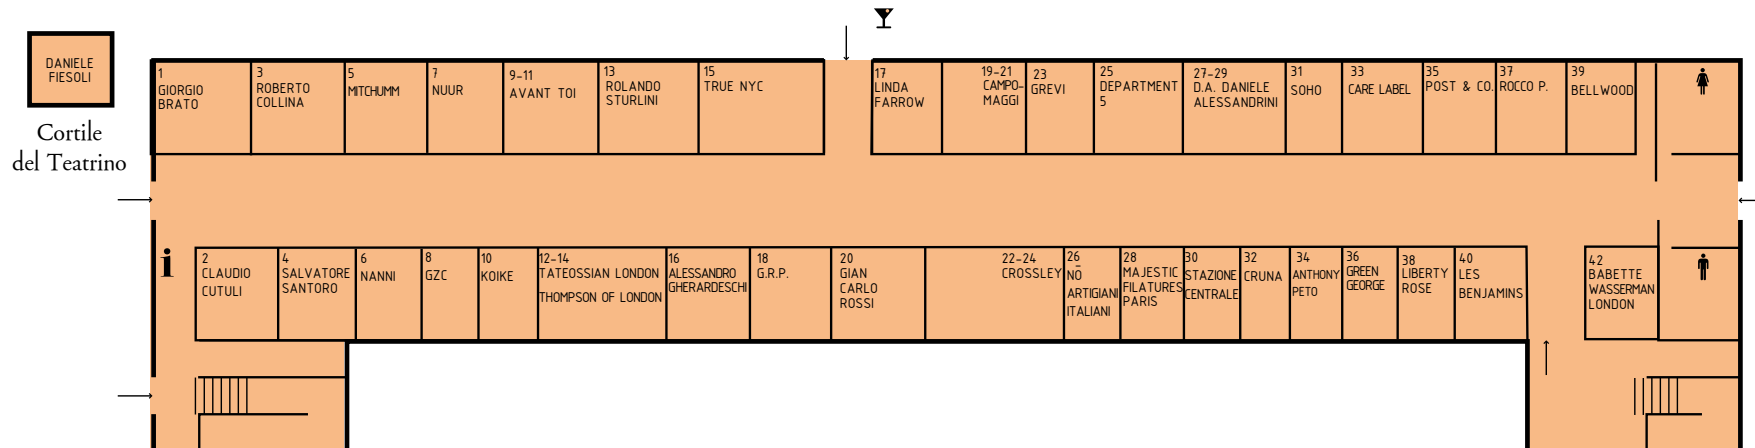 DANIELE
FIESOLI
Cortile
del Teatrino
1
GIORGIO
BRATO
3
ROBERTO
COLLINA
5
MITCHUMM
7
NUUR
9-11
AVANT TOI
13
ROLANDO
STURLINI
15
TRUE NYC
17
LINDA
FARROW
19-21
CAMPO-
MAGGI
23
GREVI
25
DEPARTMENT
5
27-29
D.A. DANIELE
ALESSANDRINI
31
SOHO
33
CARE LABEL
35
POST & CO.
37
ROCCO P.
39
BELLWOOD
i
2
CLAUDIO
CUTULI
4
SALVATORE
SANTORO
6
NANNI
8
GZC
10
KOIKE
12-14
TATEOSSIAN LONDON
THOMPSON OF LONDON
16
ALESSANDRO
GHERARDESCHI
18
G.R.P.
20
GIAN
CARLO
ROSSI
22-24
CROSSLEY
26
NŌ
ARTIGIANI
ITALIANI
28
MAJESTIC
FILATURES
PARIS
30
STAZIONE
CENTRALE
32
CRUNA
34
ANTHONY
PETO
36
GREEN
GEORGE
38
LIBERTY
ROSE
40
LES
BENJAMINS
42
BABETTE
WASSERMAN
LONDON